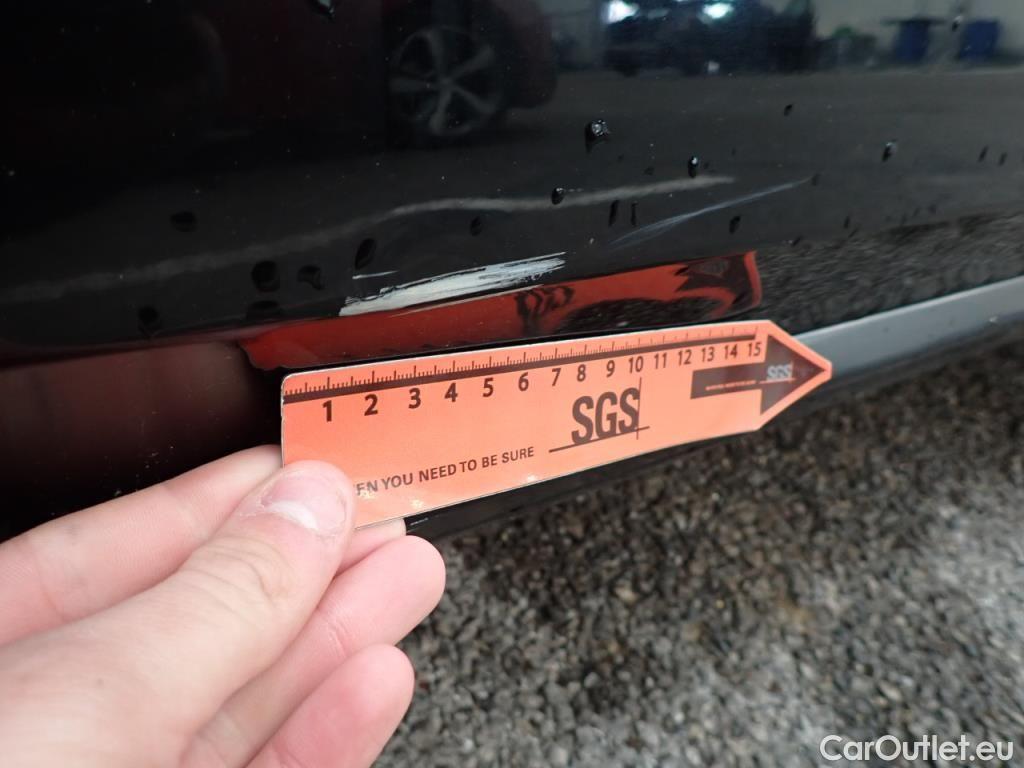 1 2 3 4 5 6 7 8 9 10 11 12 13 14 15
SGS
SGS
EN YOU NEED TO BE SURE
CarOutlet.eu